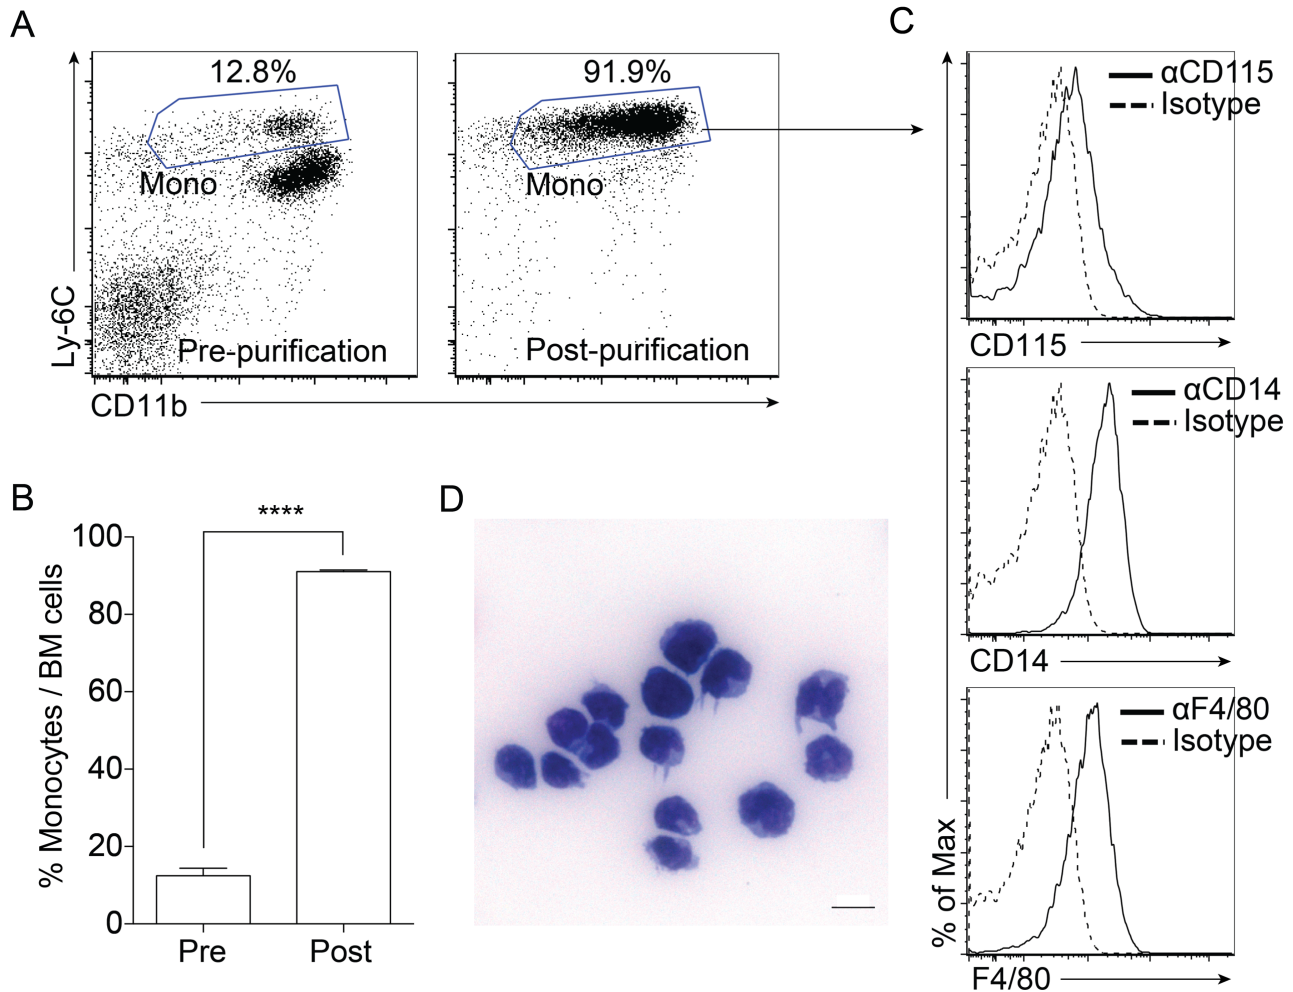 A
12.8%
91.9%
Mono
Mono
Ly-6C
Pre-purification
Post-purification
CD11b
C
αCD115
Isotype
CD115
αCD14
Isotype
CD14
αF4/80
Isotype
% of Max
F4/80
B
****
% Monocytes / BM cells
100
80
60
40
20
0
Pre
Post
D